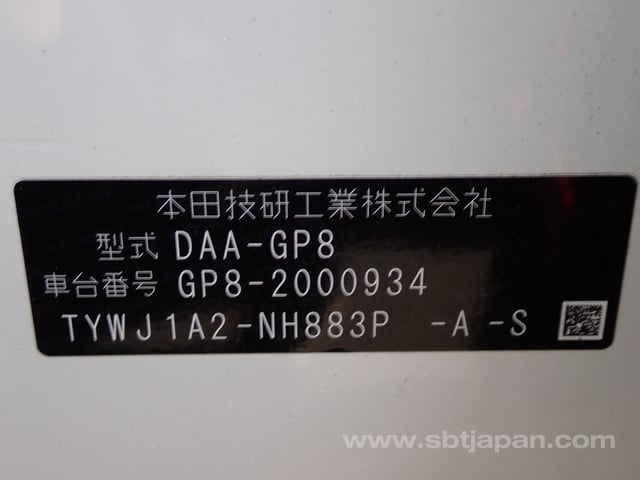 本田技研工業株式会社
型式 DAA-GP8
車台番号 GP8-2000934
TYWJ1A2-NH883P -A -S
www.sbtjapan.com